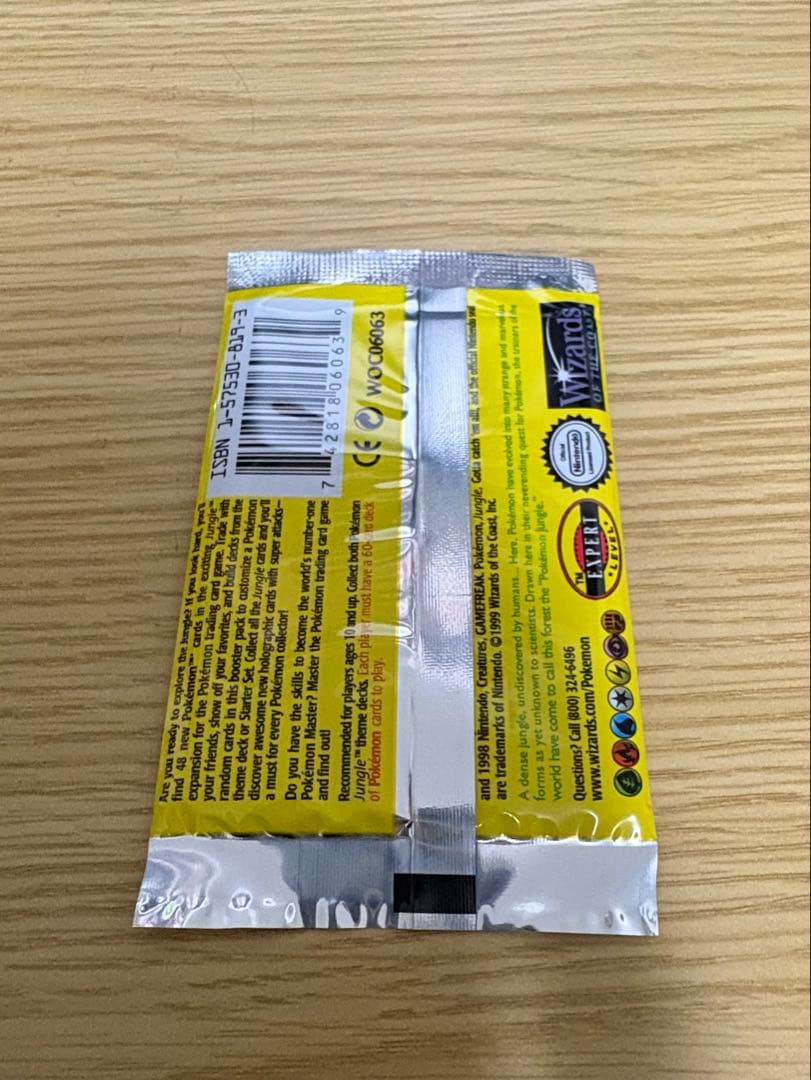 Are you ready to explore the Jungle? If you look hard, you'll
find 48 new Pokémon™ cards in the exciting Jungle™
expansion for the Pokémon trading card game. Trade with
your friends, show off your favorites, and build decks from the
random cards in this booster pack to customize a Pokémon
theme deck or Starter Set. Collect all the Jungle cards and you'll
discover awesome new holographic cards with super attacks—
a must for every Pokémon collector!
Do you have the skills to become the world's number-one
Pokémon Master? Master the Pokémon trading card game
and find out!
Recommended for players ages 10 and up. Collect both Pokémon
Jungle™ theme decks. Each player must have a 60-card deck
of Pokémon cards to play.
ISBN 1-57530-819-3
7 42818 06063 9
CE WOC06063
Pokémon, Jungle, Gotta catch 'em all!, and the official Nintendo seal
and 1998 Nintendo, Creatures, GAMEFREAK.
are trademarks of Nintendo. ©1999 Wizards of the Coast, Inc.
A dense jungle, undiscovered by humans... Here, Pokémon have evolved into many strange and marvelous
forms as yet unknown to scientists. Drawn here in their neverending quest for Pokémon, the trainers of the
world have come to call this forest the "Pokémon jungle."
Questions? Call (800) 324-6496
www.wizards.com/Pokemon
™
EXPERT
LEVEL
Official
Nintendo
Licensed Product
Wizards
OF THE COAST